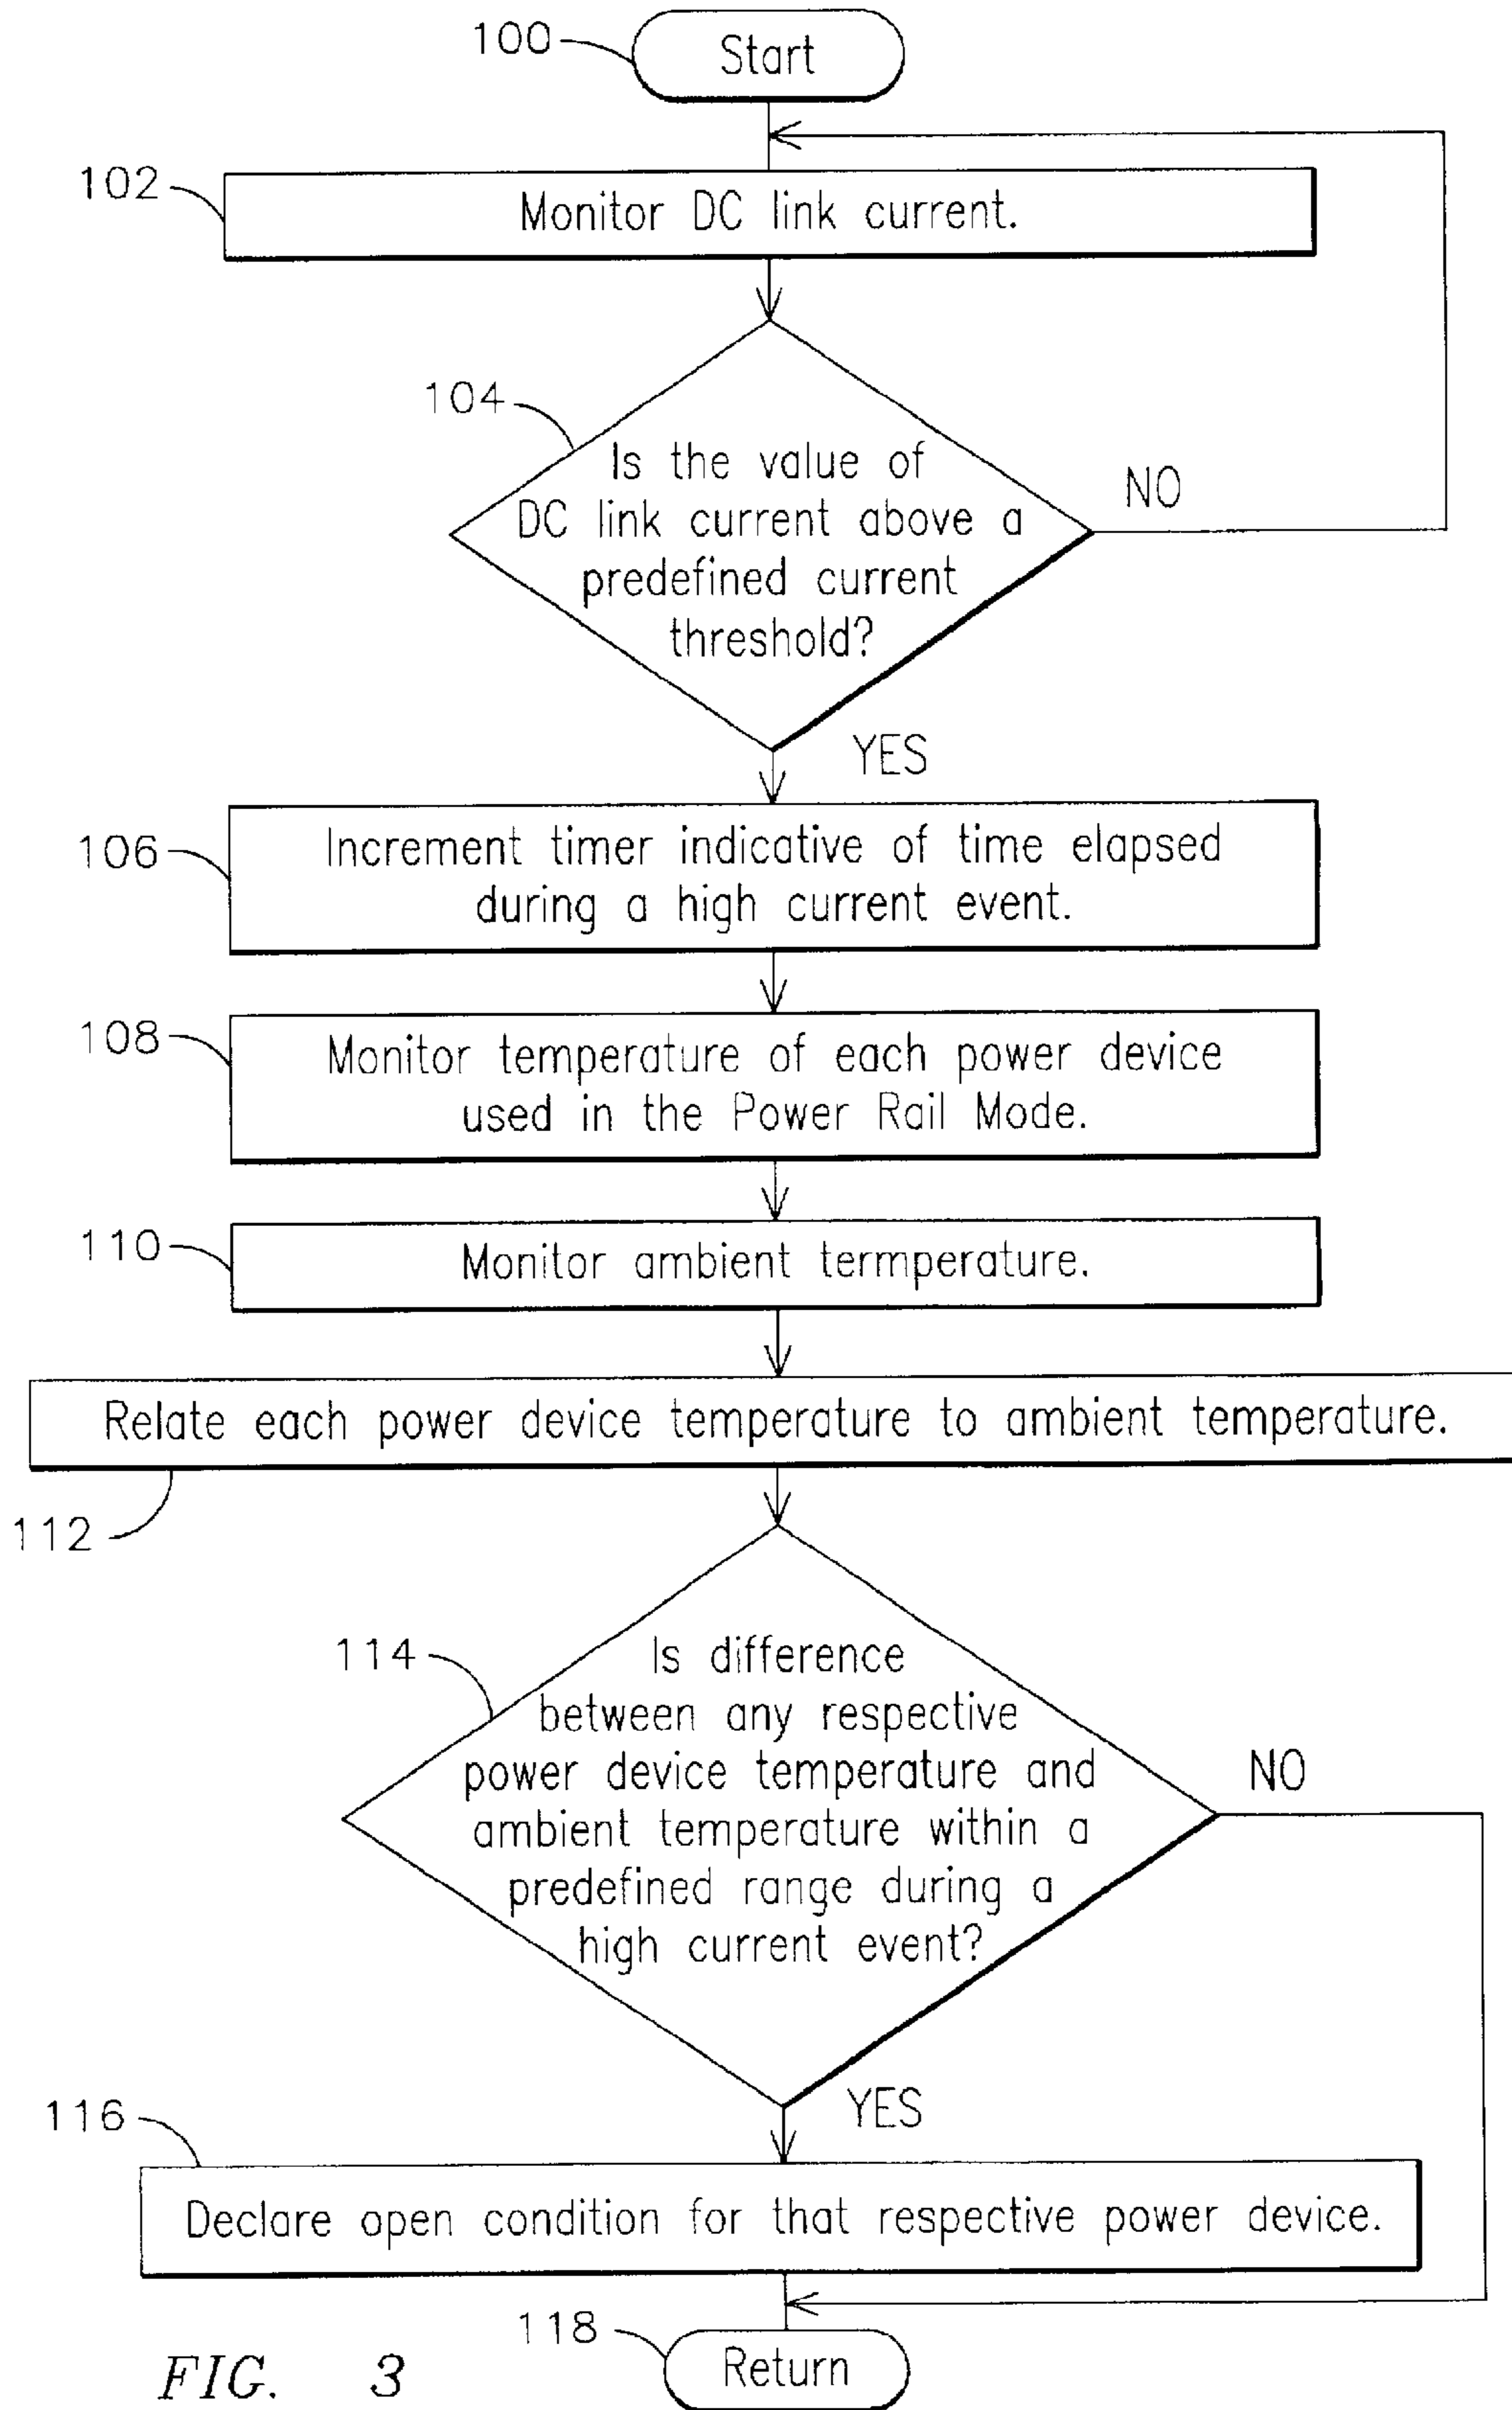 100
Start
102
Monitor DC link current.
104
Is the value of
DC link current above a
predefined current
threshold?
NO
YES
106
Increment timer indicative of time elapsed
during a high current event.
108
Monitor temperature of each power device
used in the Power Rail Mode.
110
Monitor ambient termperature.
Relate each power device temperature to ambient temperature.
112
114
Is difference
between any respective
power device temperature and
ambient temperature within a
predefined range during a
high current event?
NO
YES
116
Declare open condition for that respective power device.
118
Return
FIG. 3